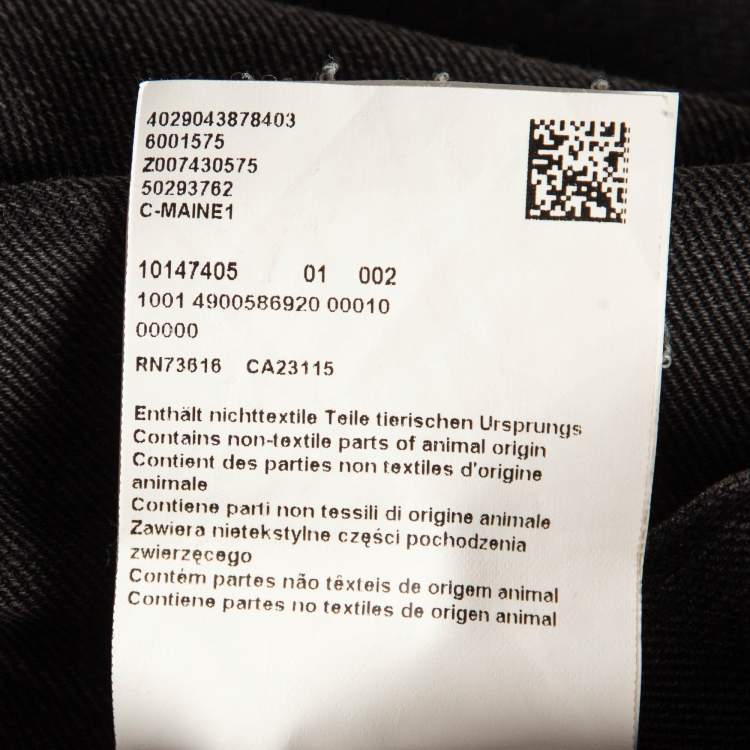 4029043878403
6001575
Z007430575
50293762
C-MAINE1
10147405 01 002
1001 4900586920 00010
00000
RN73616 CA23115
Enthält nichttextile Teile tierischen Ursprungs
Contains non-textile parts of animal origin
Contient des parties non textiles d'origine
animale
Contiene parti non tessili di origine animale
Zawiera nietekstylne części pochodzenia
zwierzęcego
Contém partes não têxteis de origem animal
Contiene partes no textiles de origen animal